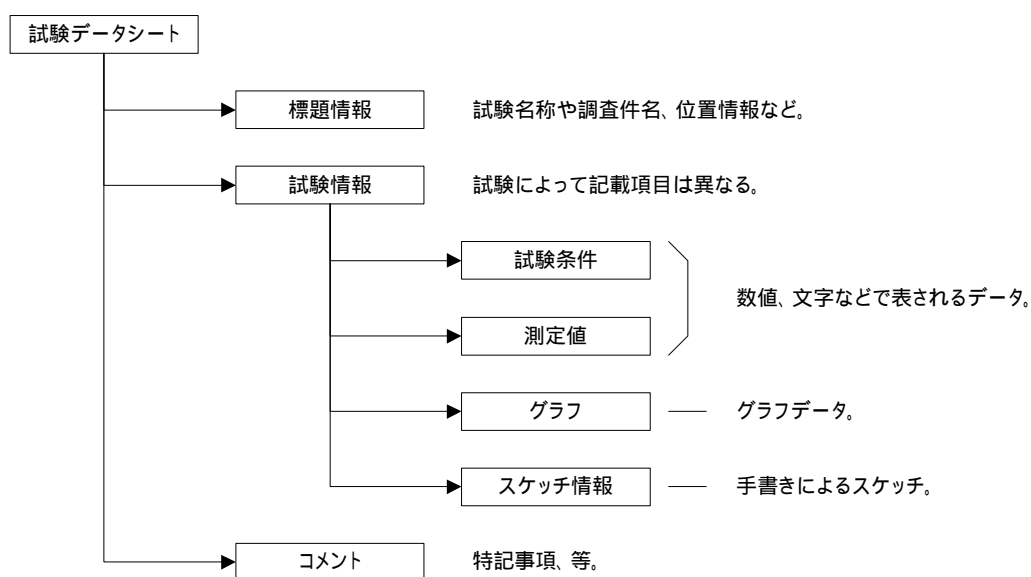 試験データシート
標題情報
試験名称や調査件名、位置情報など。
試験情報
試験によって記載項目は異なる。
試験条件
数値、文字などで表されるデータ。
測定値
グラフ
グラフデータ。
スケッチ情報
手書きによるスケッチ。
コメント
特記事項、等。